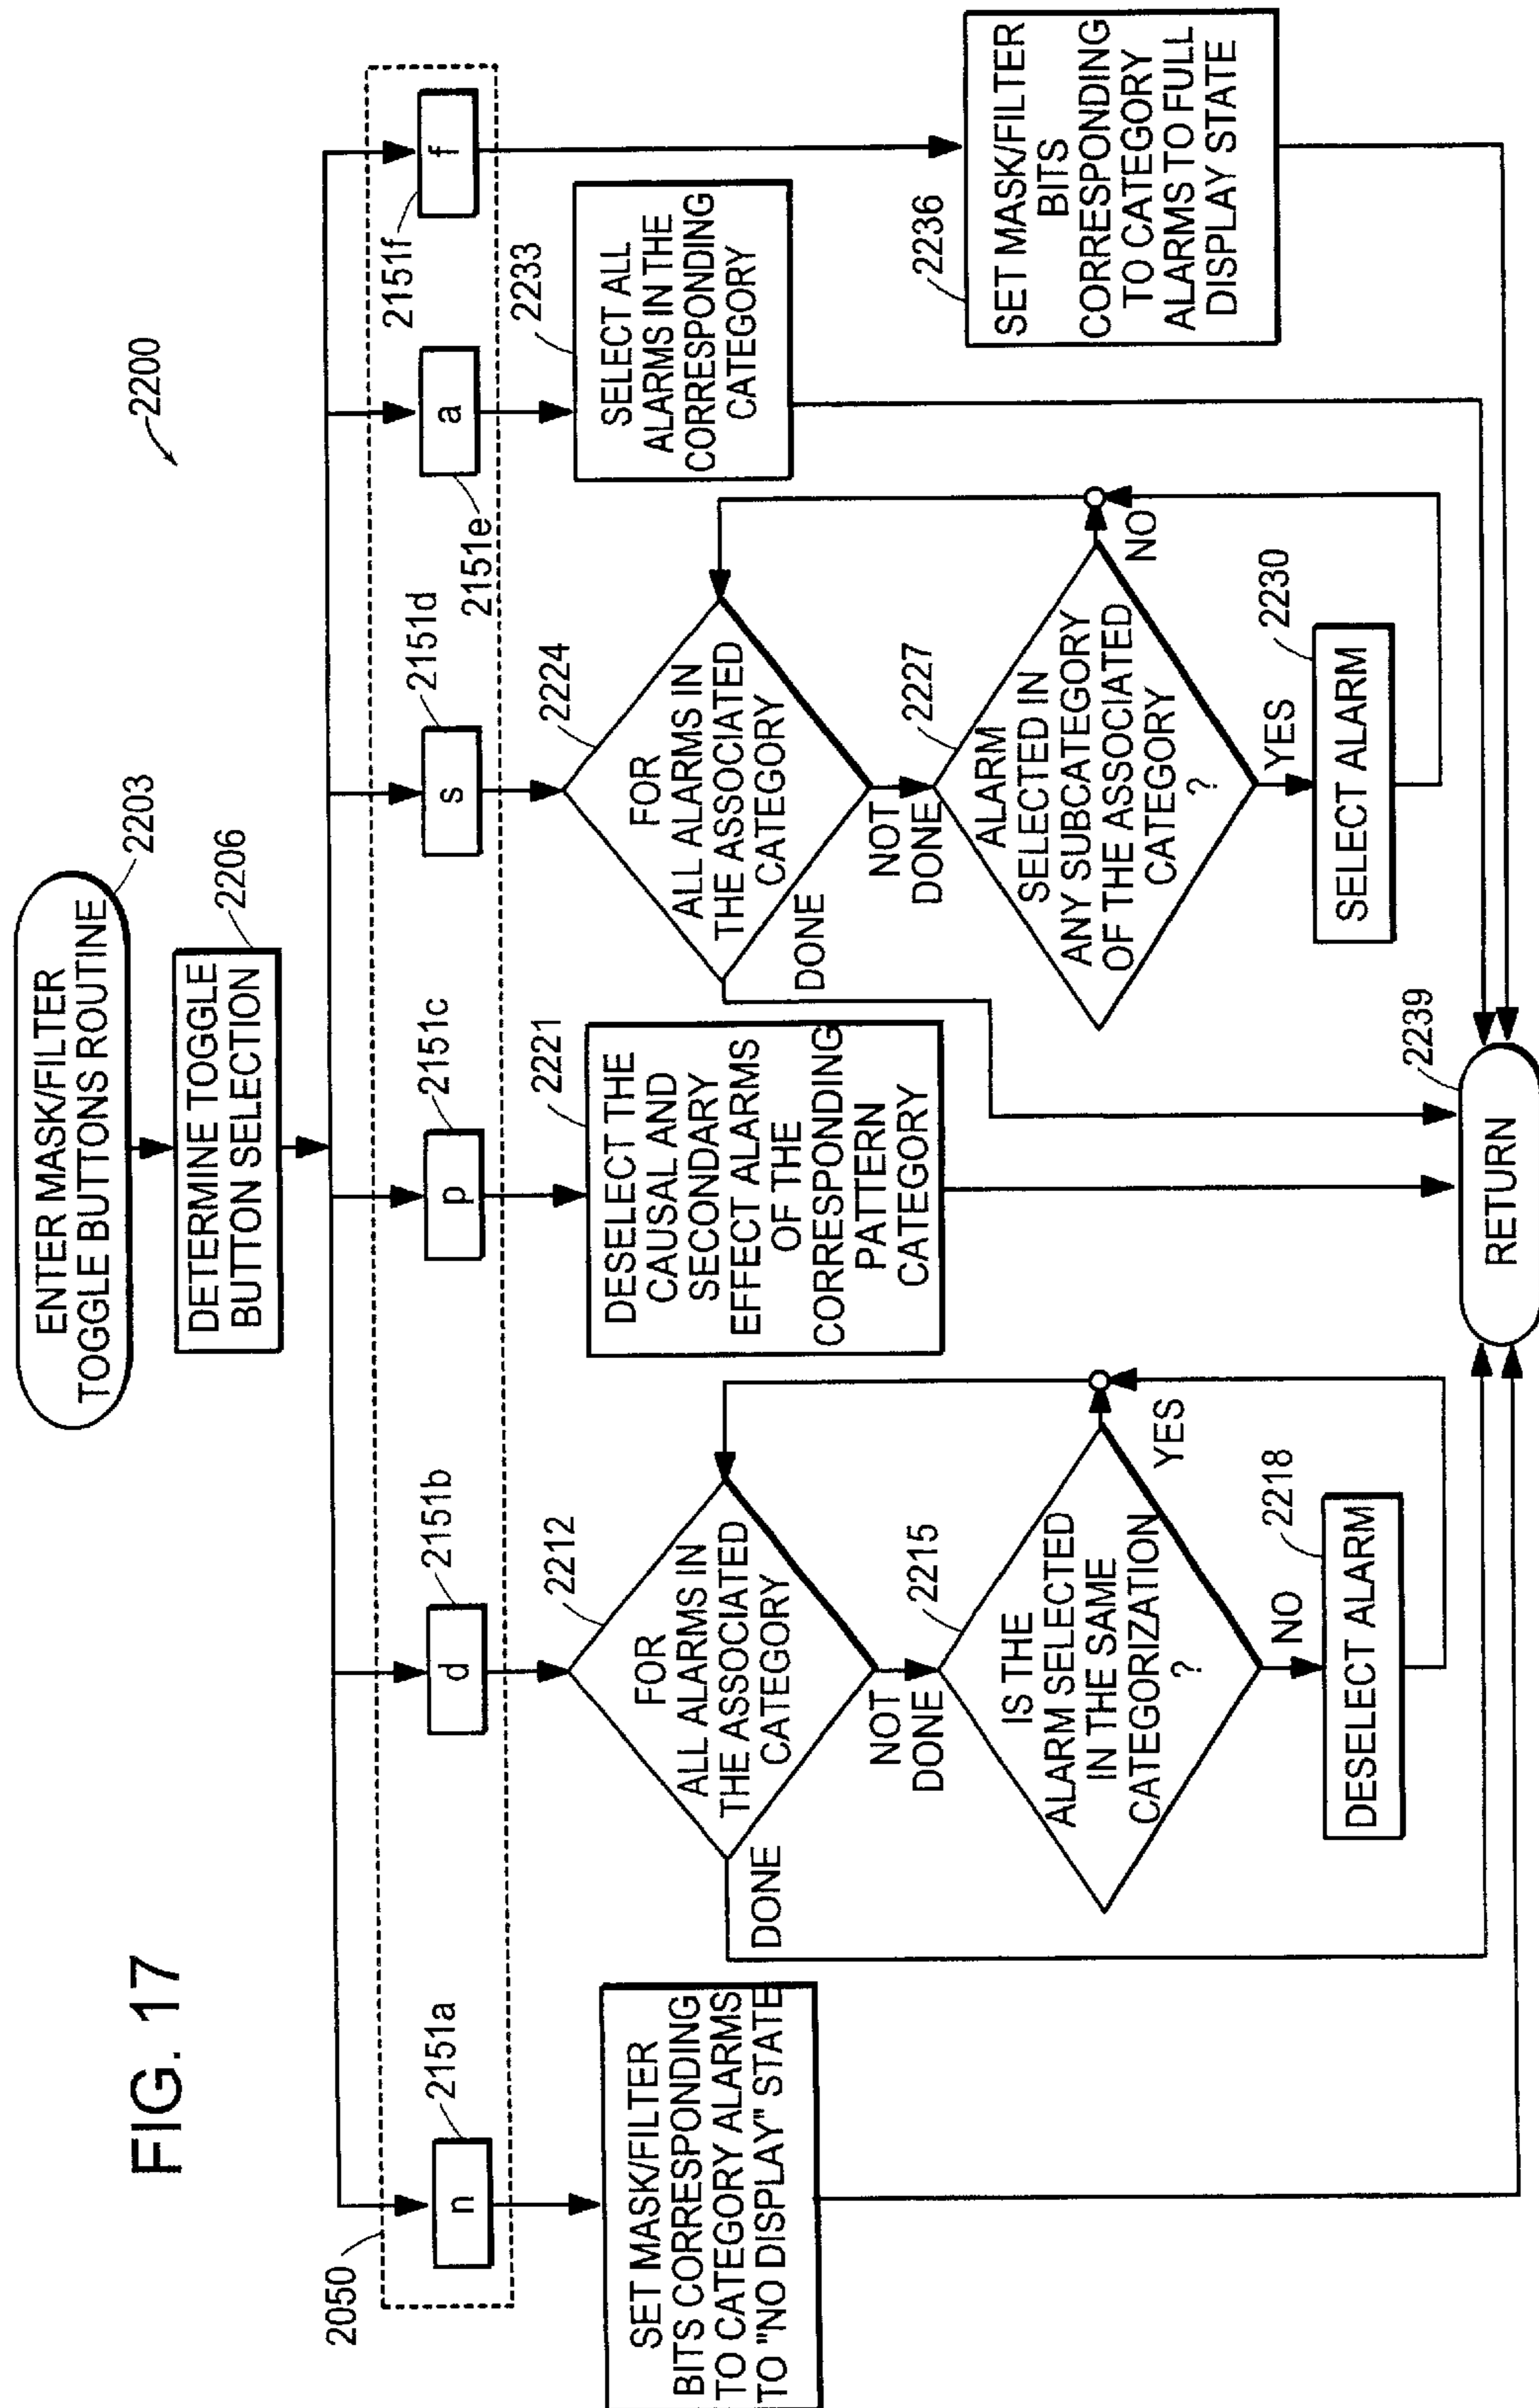 FIG. 17
2200
ENTER MASK/FILTER
TOGGLE BUTTONS ROUTINE
2203
DETERMINE TOGGLE
BUTTON SELECTION
2206
2050
n
2151a
d
2151b
p
2151c
s
2151d
a
2151e
f
2151f
SET MASK/FILTER
BITS CORRESPONDING
TO CATEGORY ALARMS
TO "NO DISPLAY" STATE
FOR
ALL ALARMS IN
THE ASSOCIATED
CATEGORY
2212
DONE
NOT
DONE
IS THE
ALARM SELECTED
IN THE SAME
CATEGORIZATION
?
2215
YES
NO
DESELECT ALARM
2218
DESELECT THE
CAUSAL AND
SECONDARY
EFFECT ALARMS
OF THE
CORRESPONDING
PATTERN
CATEGORY
2221
FOR
ALL ALARMS IN
THE ASSOCIATED
CATEGORY
2224
DONE
NOT
DONE
ALARM
SELECTED IN
ANY SUBCATEGORY
OF THE ASSOCIATED
CATEGORY
?
2227
NO
YES
SELECT ALARM
2230
SELECT ALL
ALARMS IN THE
CORRESPONDING
CATEGORY
2233
SET MASK/FILTER
BITS
CORRESPONDING
TO CATEGORY
ALARMS TO FULL
DISPLAY STATE
2236
RETURN
2239